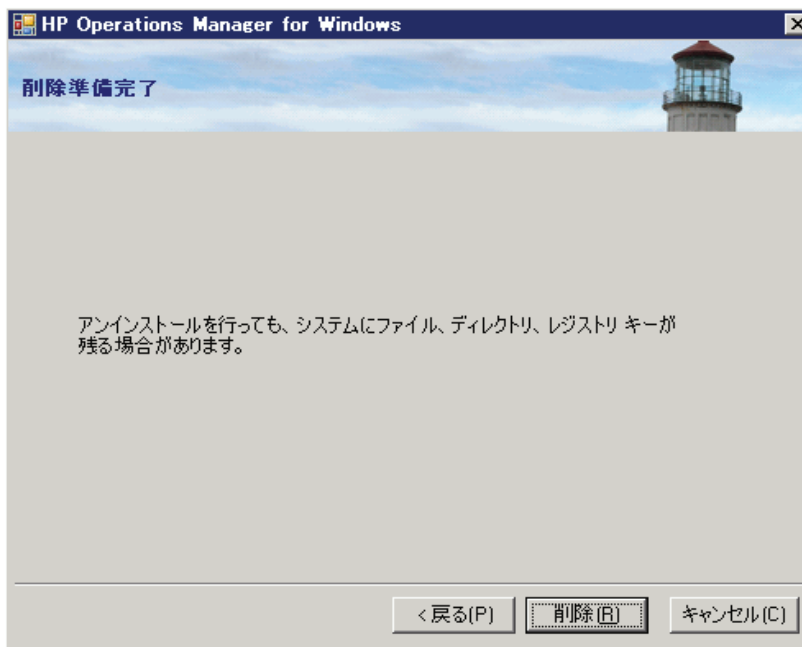 HP Operations Manager for Windows
削除準備完了
アンインストールを行っても、システムにファイル、ディレクトリ、レジストリ キーが
残る場合があります。
< 戻る(P) 削除(R) キャンセル(C)